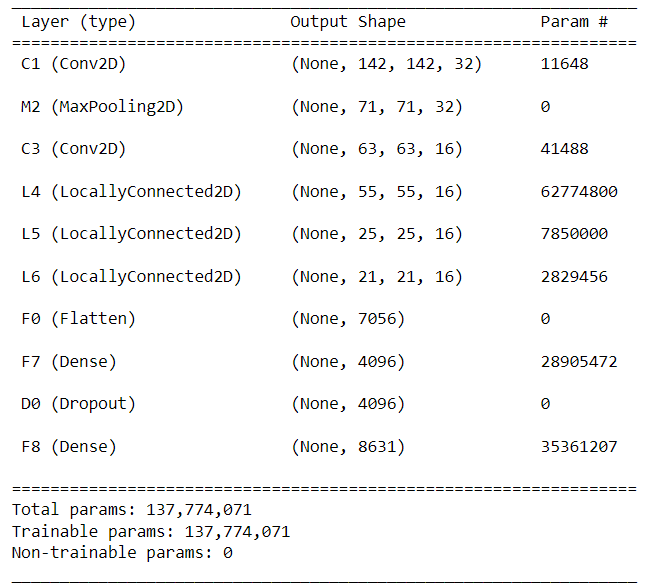 Layer (type) Output Shape Param #
=================================================================
C1 (Conv2D) (None, 142, 142, 32) 11648
M2 (MaxPooling2D) (None, 71, 71, 32) 0
C3 (Conv2D) (None, 63, 63, 16) 41488
L4 (LocallyConnected2D) (None, 55, 55, 16) 62774800
L5 (LocallyConnected2D) (None, 25, 25, 16) 7850000
L6 (LocallyConnected2D) (None, 21, 21, 16) 2829456
F0 (Flatten) (None, 7056) 0
F7 (Dense) (None, 4096) 28905472
D0 (Dropout) (None, 4096) 0
F8 (Dense) (None, 8631) 35361207
=================================================================
Total params: 137,774,071
Trainable params: 137,774,071
Non-trainable params: 0